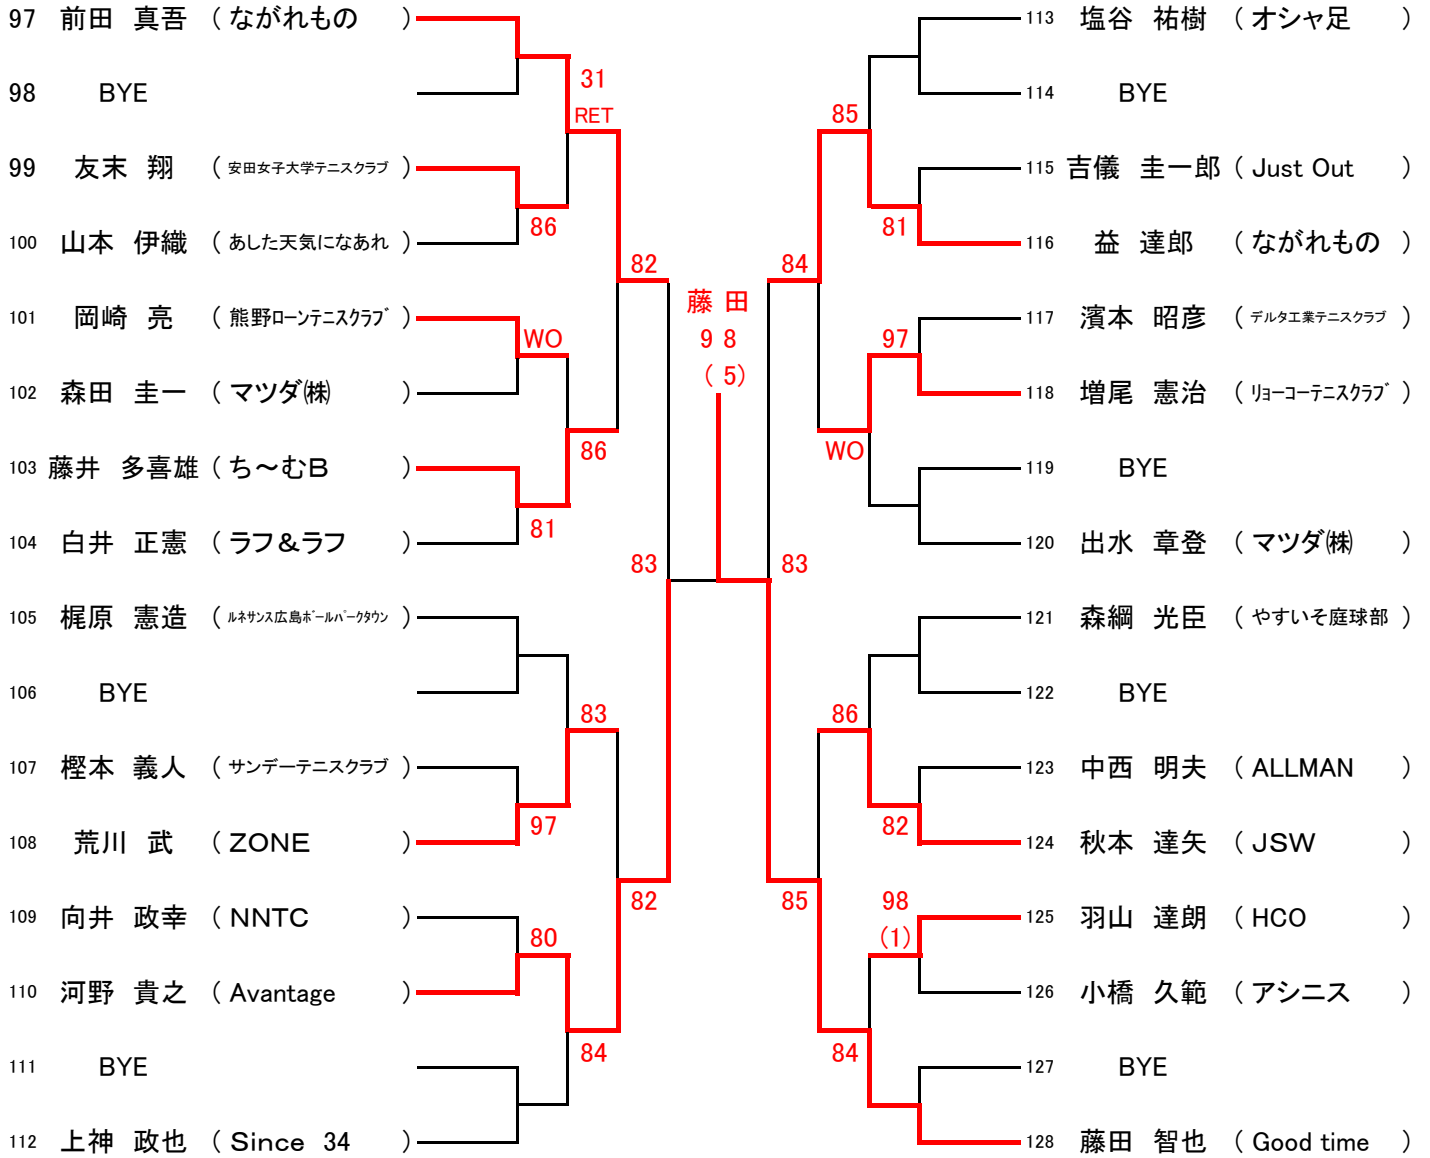 97 前田 真吾 ( ながれもの )
98 BYE
31
RET
99 友末 翔 ( 安田女子大学テニスクラブ )
86
100 山本 伊織 ( あした天気になあれ )
82
101 岡崎 亮 ( 熊野ローンテニスクラブ )
WO
102 森田 圭一 ( マツダ㈱ )
86
103 藤井 多喜雄 ( ち～むB )
81
104 白井 正憲 ( ラフ＆ラフ )
83
105 梶原 憲造 ( ルネサンス広島ボールパークタウン )
106 BYE
83
107 樫本 義人 ( サンデーテニスクラブ )
97
108 荒川 武 ( ZONE )
82
109 向井 政幸 ( NNTC )
80
110 河野 貴之 ( Avantage )
84
111 BYE
112 上神 政也 ( Since 34 )
藤 田
9 8
( 5)
113 塩谷 祐樹 ( オシャ足 )
114 BYE
85
115 吉儀 圭一郎 ( Just Out )
81
116 益 達郎 ( ながれもの )
84
117 濱本 昭彦 ( デルタ工業テニスクラブ )
97
118 増尾 憲治 ( リョーコーテニスクラブ )
WO
119 BYE
120 出水 章登 ( マツダ㈱ )
83
121 森綱 光臣 ( やすいそ庭球部 )
122 BYE
86
123 中西 明夫 ( ALLMAN )
82
124 秋本 達矢 ( JSW )
85
125 羽山 達朗 ( HCO )
98
(1)
126 小橋 久範 ( アシニス )
84
127 BYE
128 藤田 智也 ( Good time )